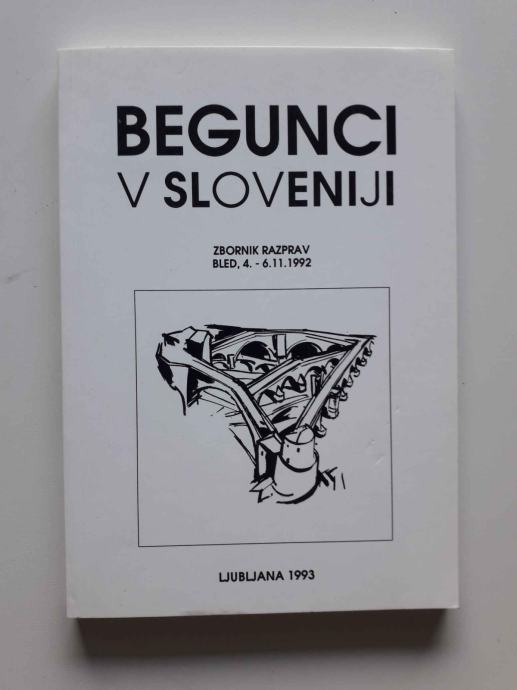 BEGUNCI
V SLOVENIJI
ZBORNIK RAZPRAV
BLED, 4. - 6.11.1992
LJUBLJANA 1993